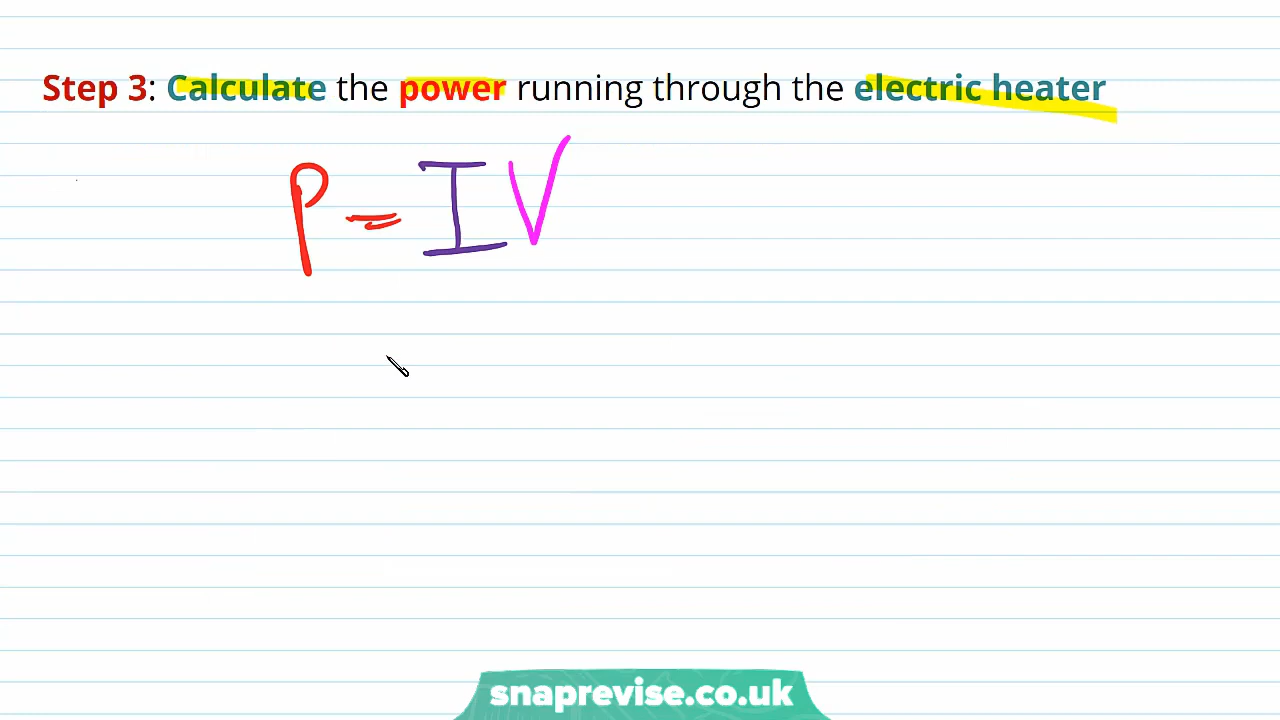 Step 3: Calculate the power running through the electric heater
P = IV
snaprevise.co.uk